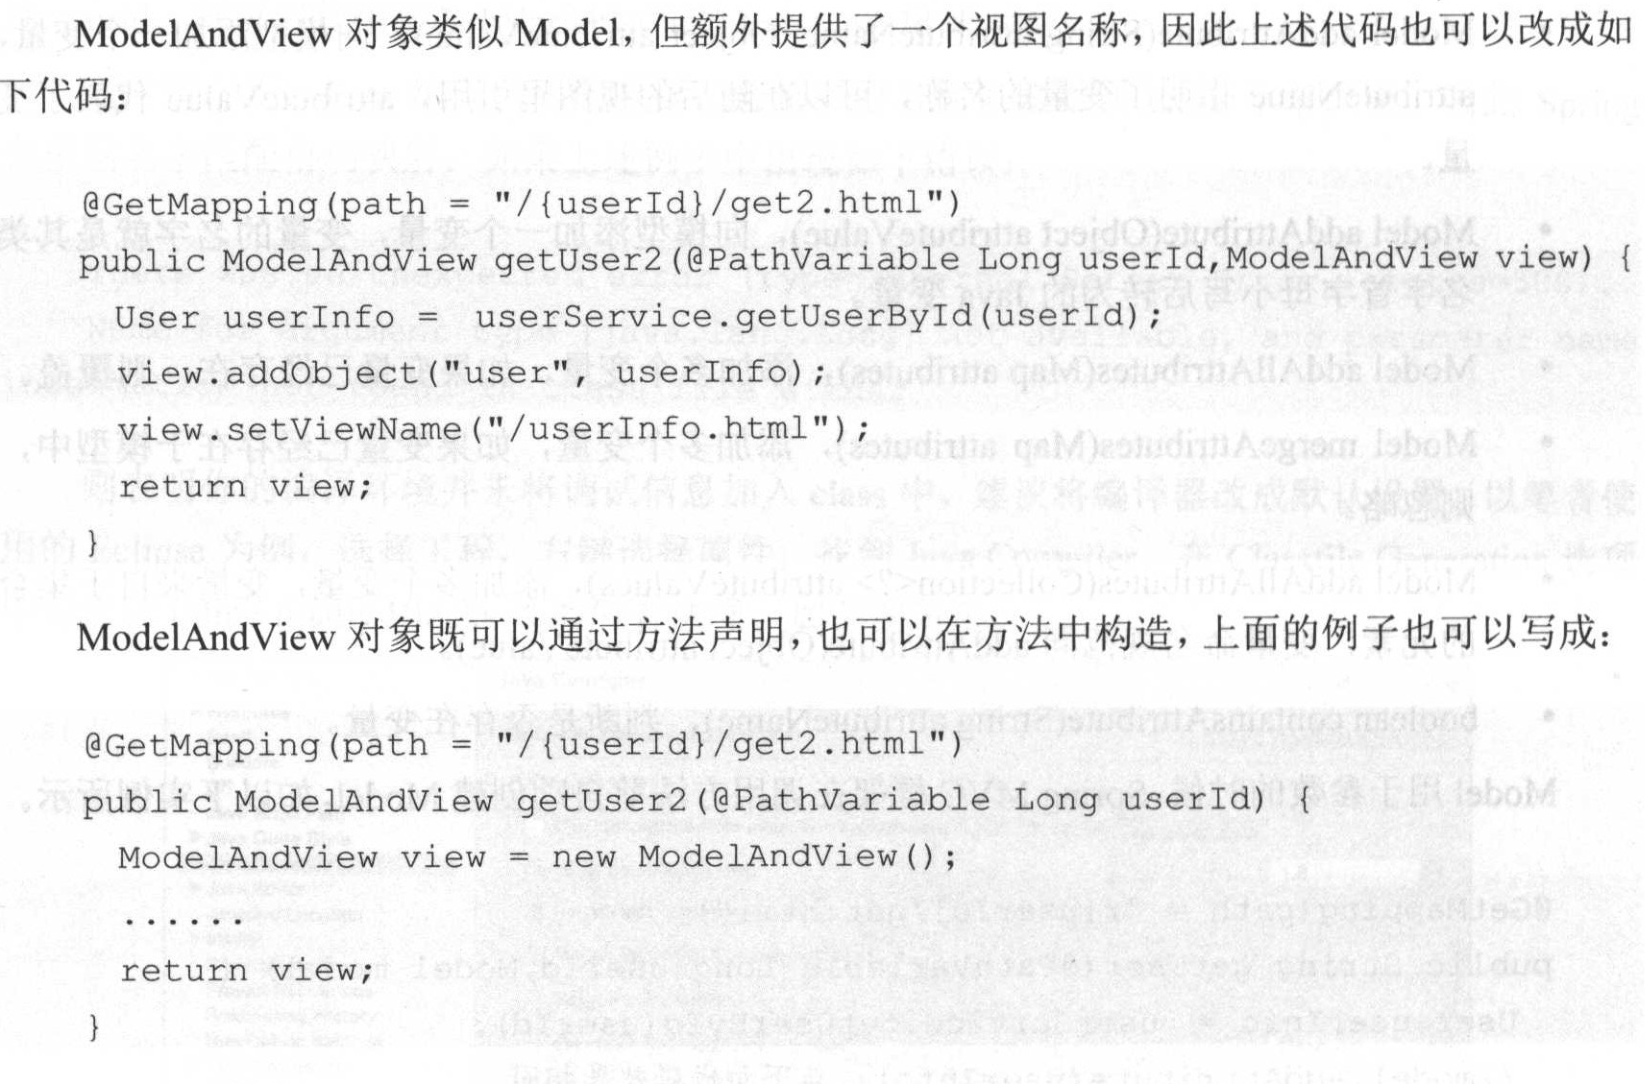 ModelAndView 对象类似 Model，但额外提供了一个视图名称，因此上述代码也可以改成如
下代码：
@GetMapping(path = "/{userId}/get2.html")
public ModelAndView getUser2(@PathVariable Long userId,ModelAndView view) {
User userInfo = userService.getUserById(userId);
view.addObject("user", userInfo);
view.setViewName("/userInfo.html");
return view;
}
ModelAndView 对象既可以通过方法声明，也可以在方法中构造，上面的例子也可以写成：
@GetMapping(path = "/{userId}/get2.html")
public ModelAndView getUser2(@PathVariable Long userId) {
ModelAndView view = new ModelAndView();
......
return view;
}